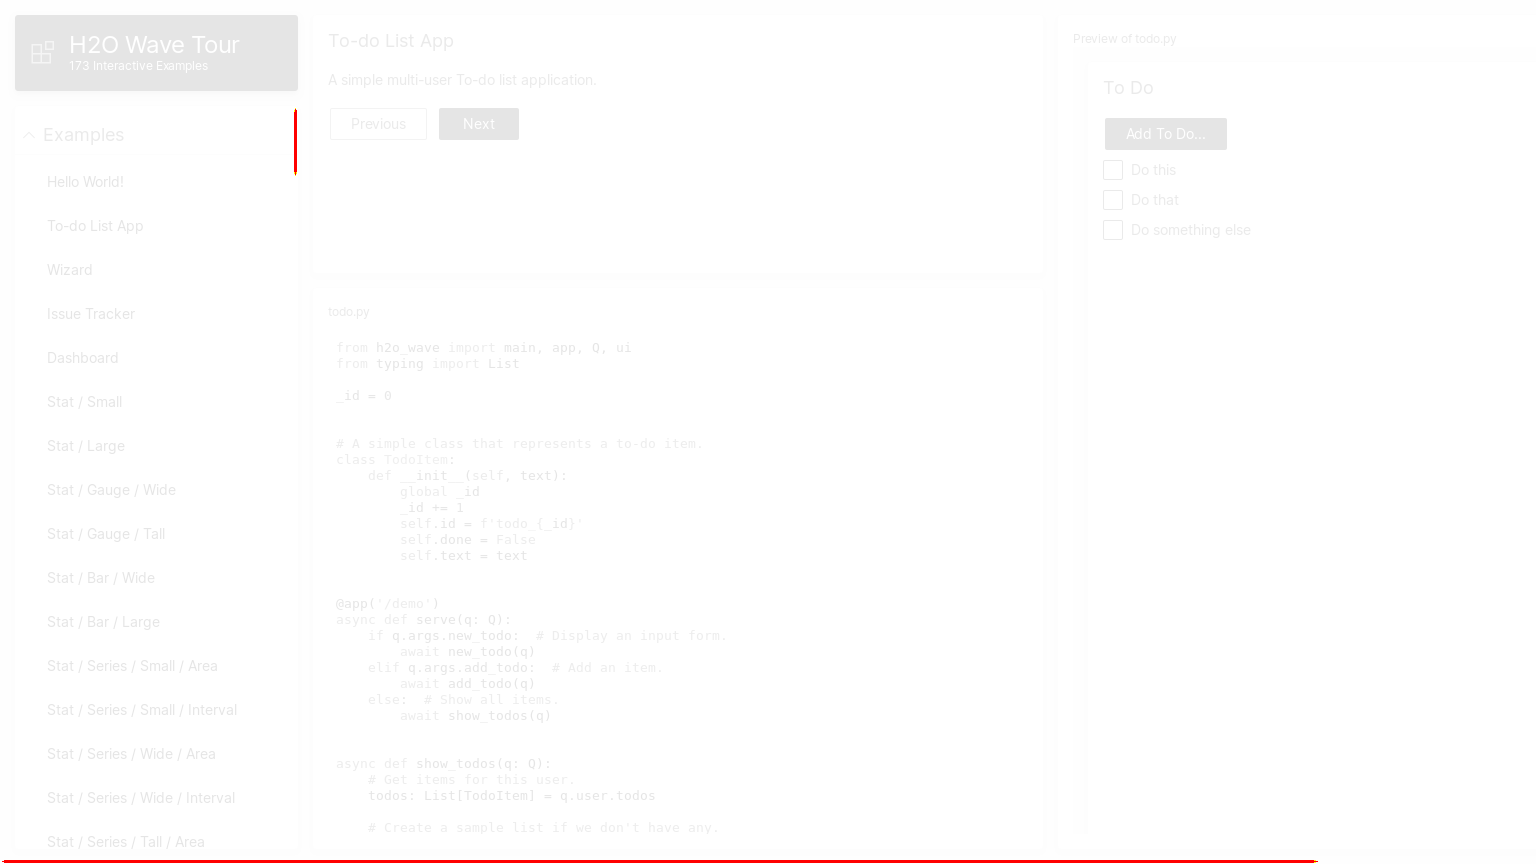 H2O Wave Tour
173 Interactive Examples
Examples
Hello World!
To-do List App
Wizard
Issue Tracker
Dashboard
Stat / Small
Stat / Large
Stat / Gauge / Wide
Stat / Gauge / Tall
Stat / Bar / Wide
Stat / Bar / Large
Stat / Series / Small / Area
Stat / Series / Small / Interval
Stat / Series / Wide / Area
Stat / Series / Wide / Interval
Stat / Series / Tall / Area
To-do List App
A simple multi-user To-do list application.
Previous
Next
todo.py
from h2o_wave import main, app, Q, ui
from typing import List
_id = 0
# A simple class that represents a to-do item.
class TodoItem:
    def __init__(self, text):
        global _id
        _id += 1
        self.id = f'todo_{_id}'
        self.done = False
        self.text = text
@app('/demo')
async def serve(q: Q):
    if q.args.new_todo:  # Display an input form.
        await new_todo(q)
    elif q.args.add_todo:  # Add an item.
        await add_todo(q)
    else:  # Show all items.
        await show_todos(q)
async def show_todos(q: Q):
    # Get items for this user.
    todos: List[TodoItem] = q.user.todos
    # Create a sample list if we don't have any.
Preview of todo.py
To Do
Add To Do...
Do this
Do that
Do something else